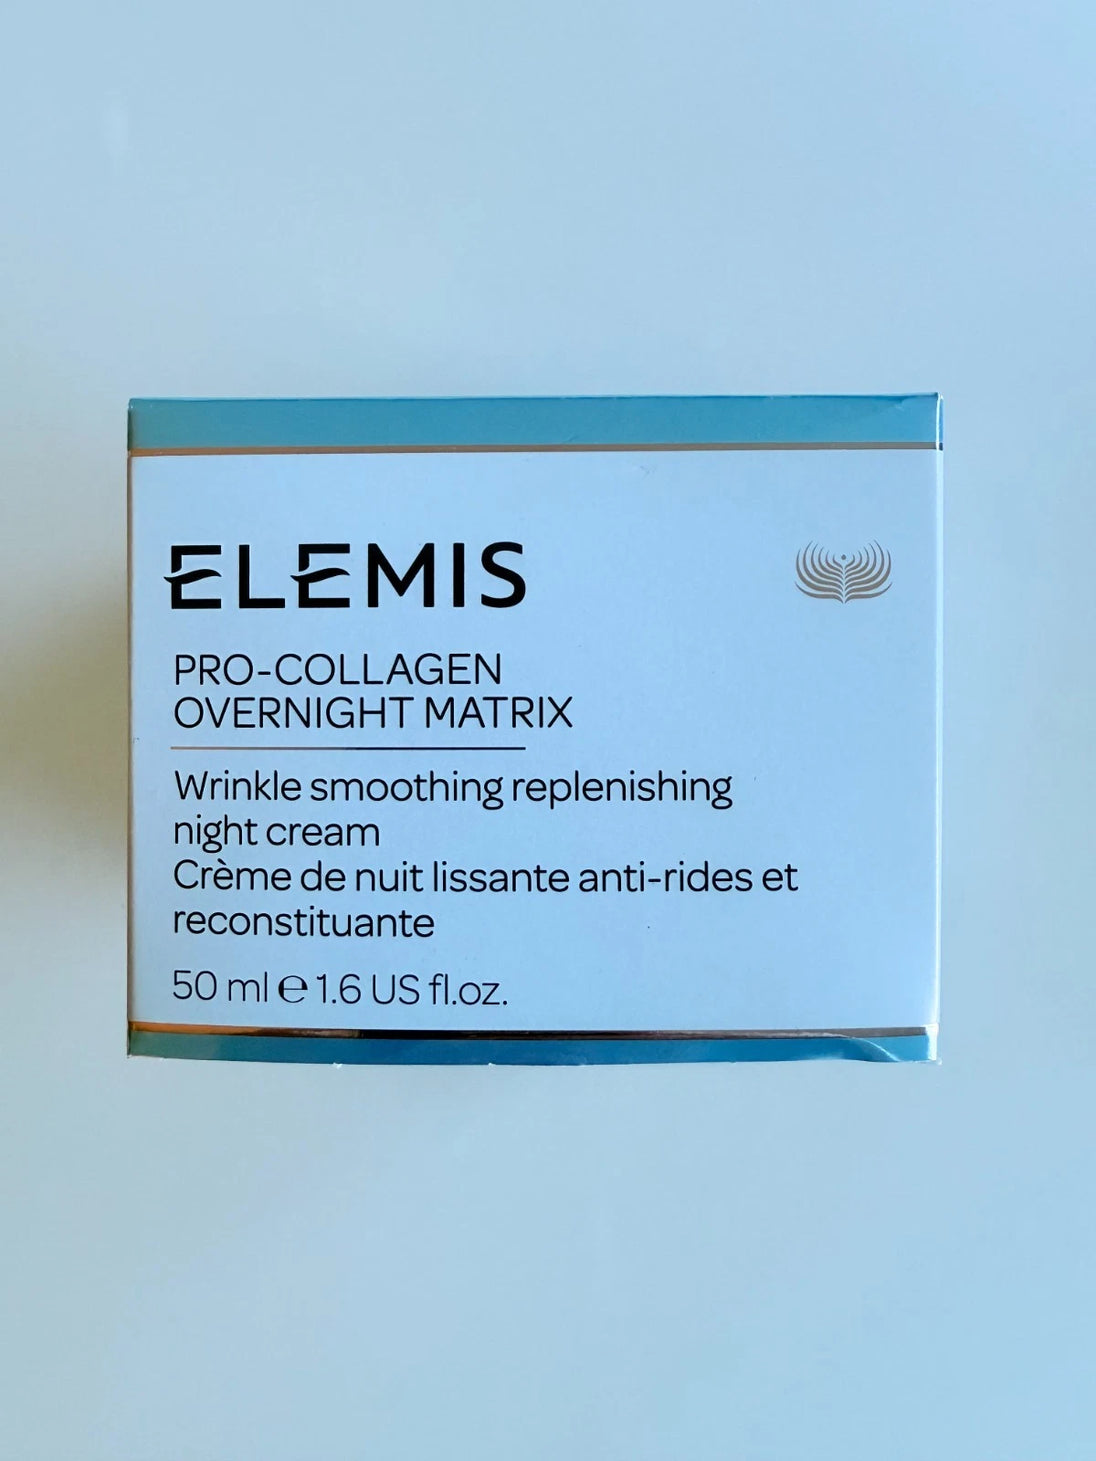 ELEMIS
PRO-COLLAGEN
OVERNIGHT MATRIX
Wrinkle smoothing replenishing
night cream
Crème de nuit lissante anti-rides et
reconstituante
50 ml ℮ 1.6 US fl.oz.